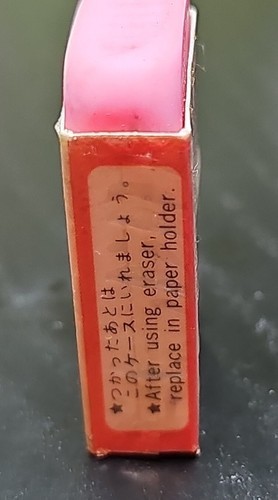 ★つかったあとは
このケースにいれましょう。
★After using eraser,
replace in paper holder.